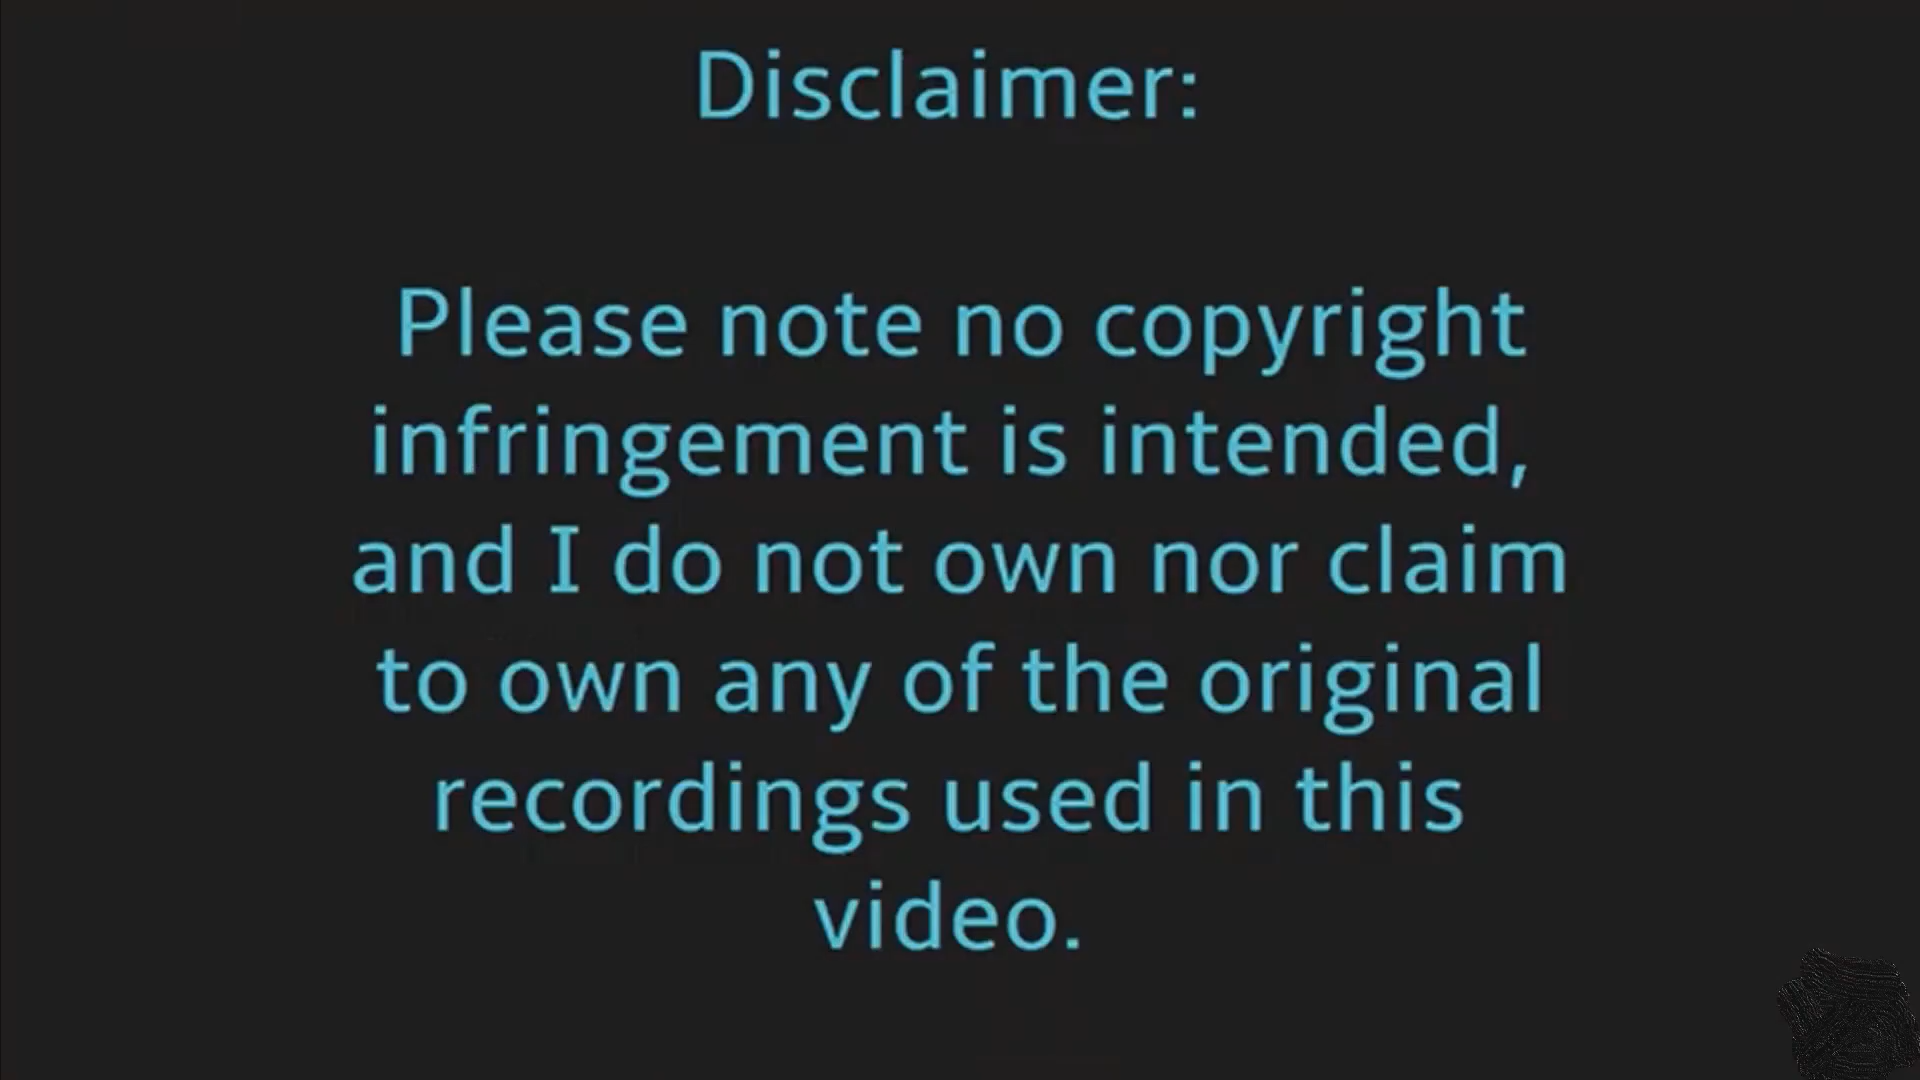 Disclaimer:
Please note no copyright
infringement is intended,
and I do not own nor claim
to own any of the original
recordings used in this
video.